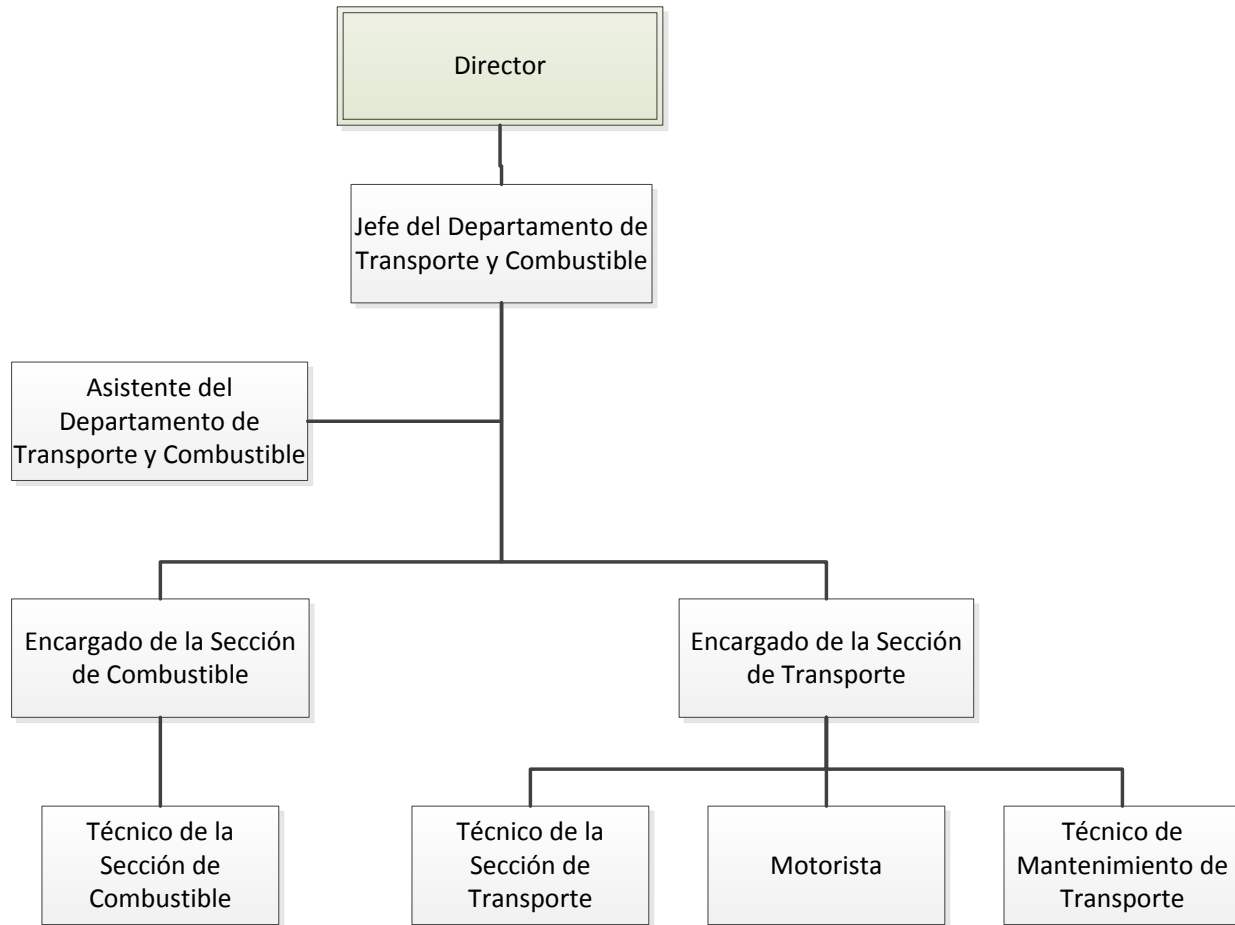 Director
Jefe del Departamento de
Transporte y Combustible
Asistente del
Departamento de
Transporte y Combustible
Encargado de la Sección
de Combustible
Encargado de la Sección
de Transporte
Técnico de la
Sección de
Combustible
Técnico de la
Sección de
Transporte
Motorista
Técnico de
Mantenimiento de
Transporte